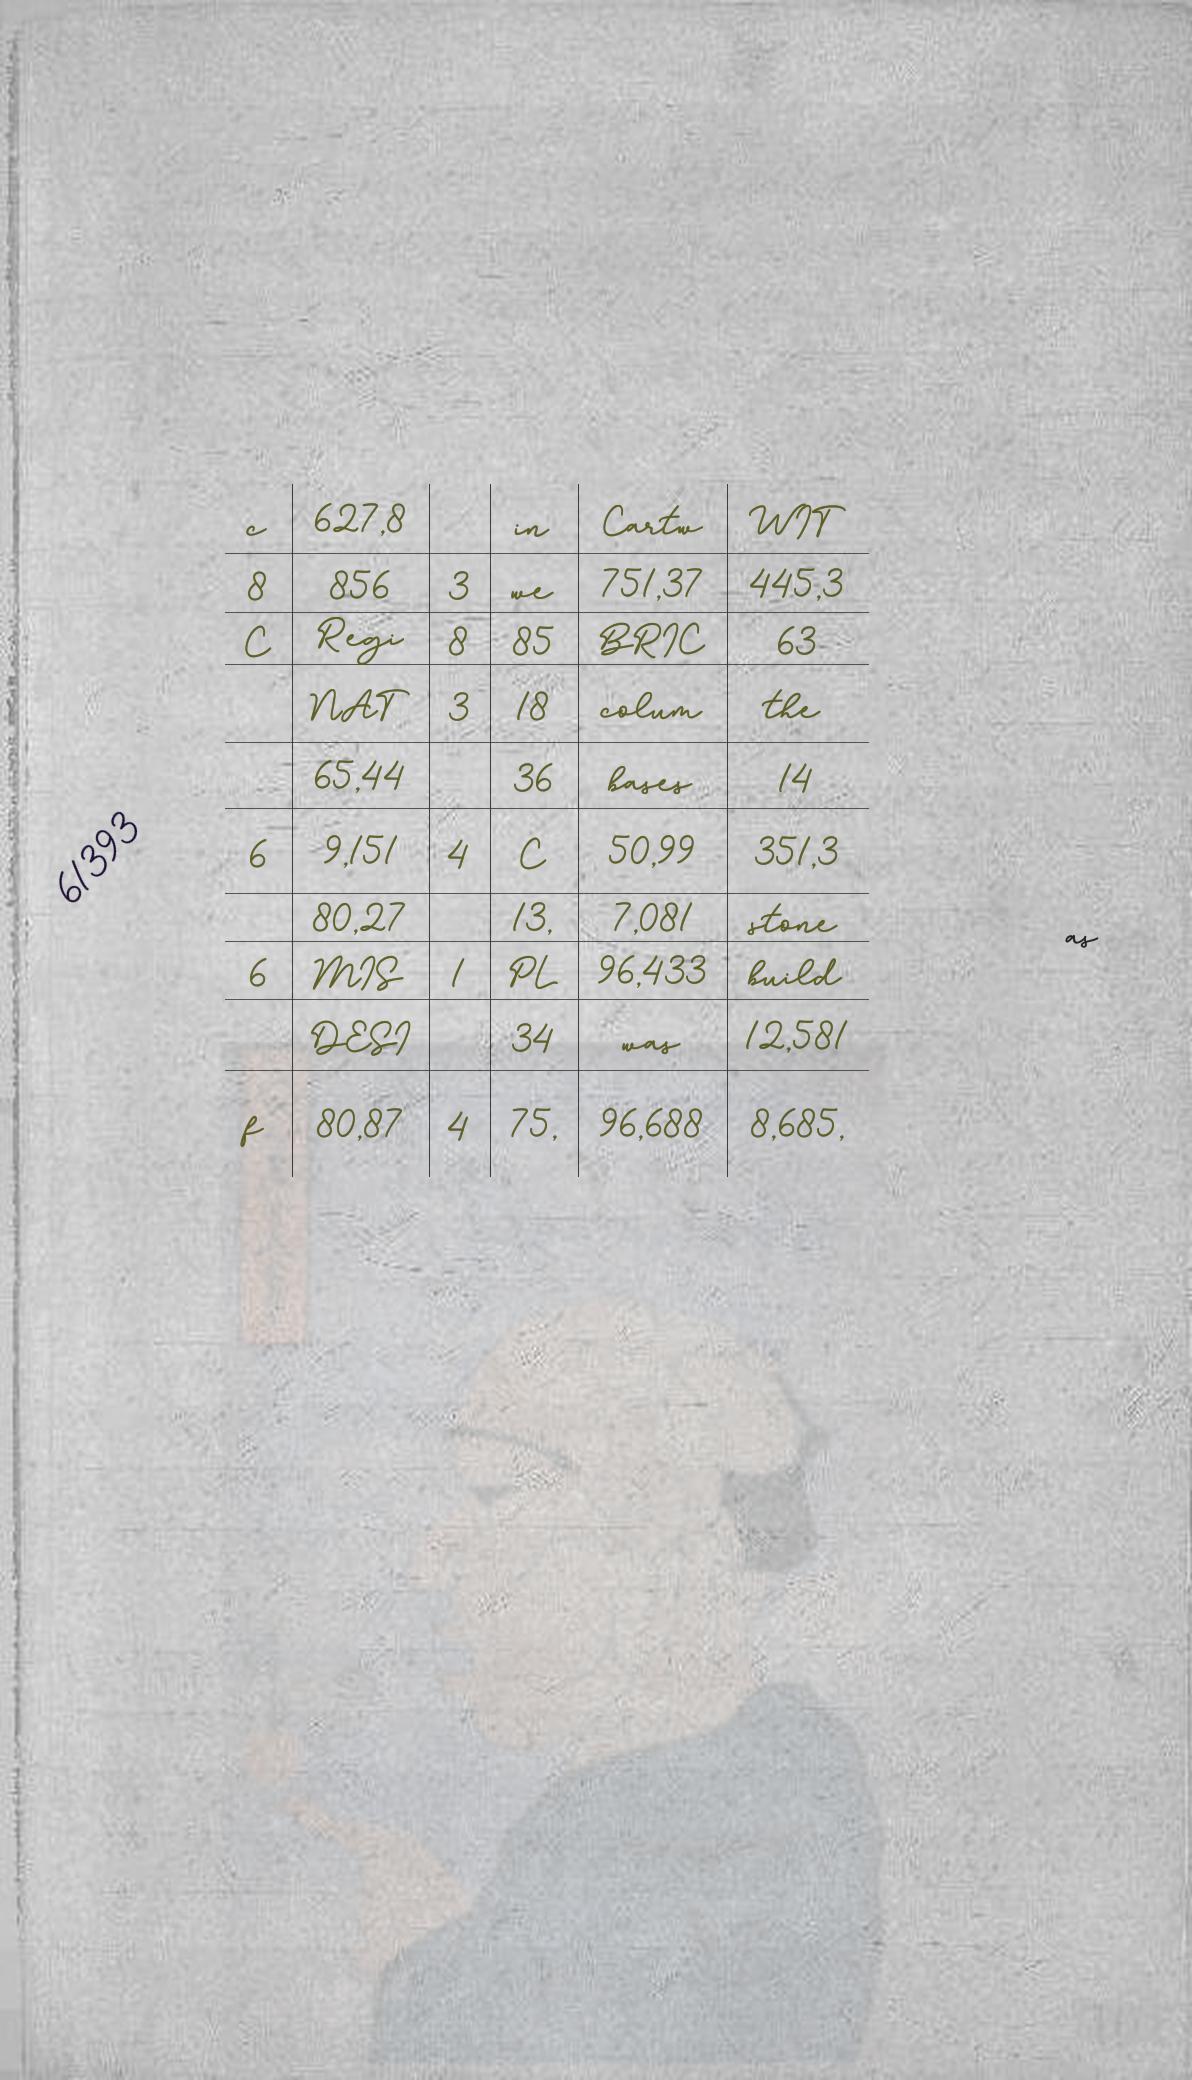 c 627,8 in Cartw WIT
8 856 3 we 751,37 445,3
C Regi 8 85 BRIC 63
NAT 3 18 colum the
65,44 36 bases 14
6 9,151 4 C 50,99 351,3
80,27 13, 7,081 stone
6 MIS 1 PL 96,433 build
DESI 34 was 12,581
f 80,87 4 75, 96,688 8,685,
61393
as